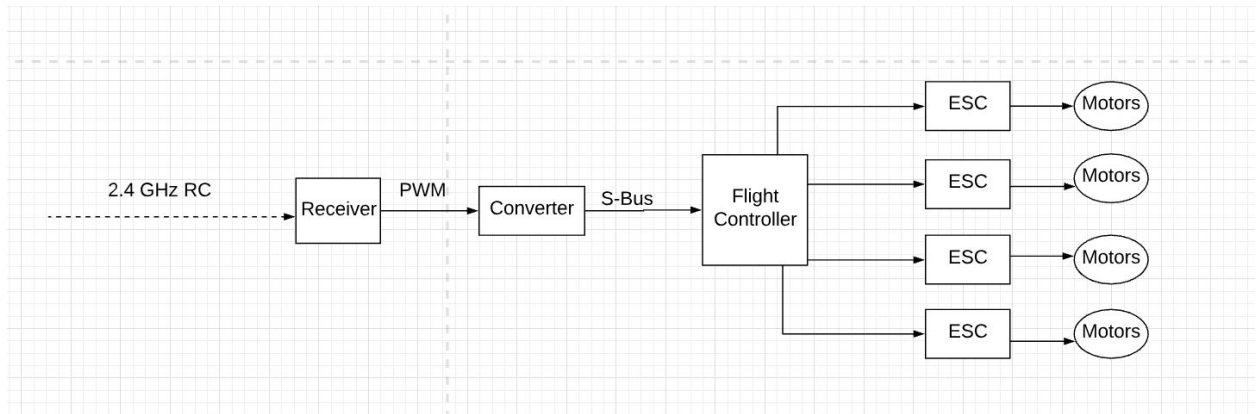 2.4 GHz RC
Receiver
PWM
Converter
S-Bus
Flight
Controller
ESC
Motors
ESC
Motors
ESC
Motors
ESC
Motors